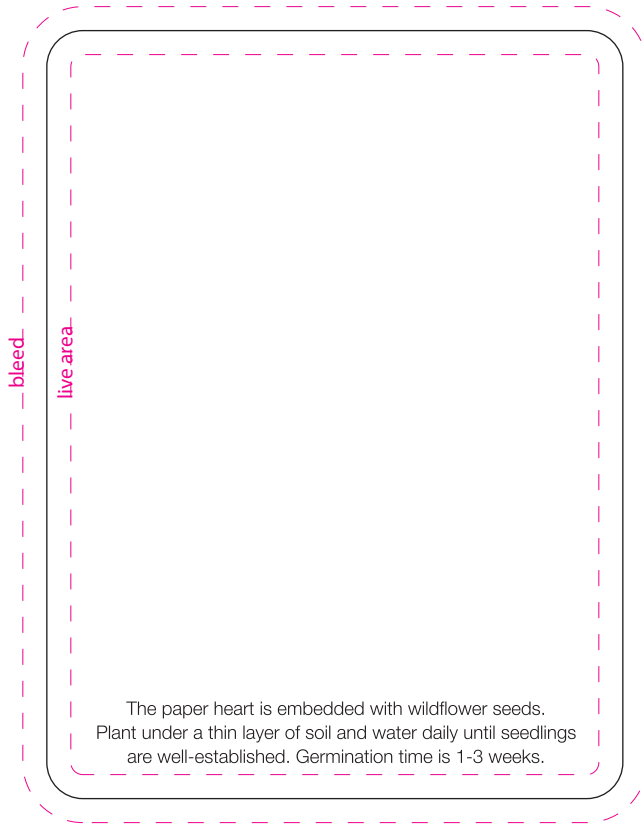 bleed
live area
The paper heart is embedded with wildflower seeds.
Plant under a thin layer of soil and water daily until seedlings
are well-established. Germination time is 1-3 weeks.